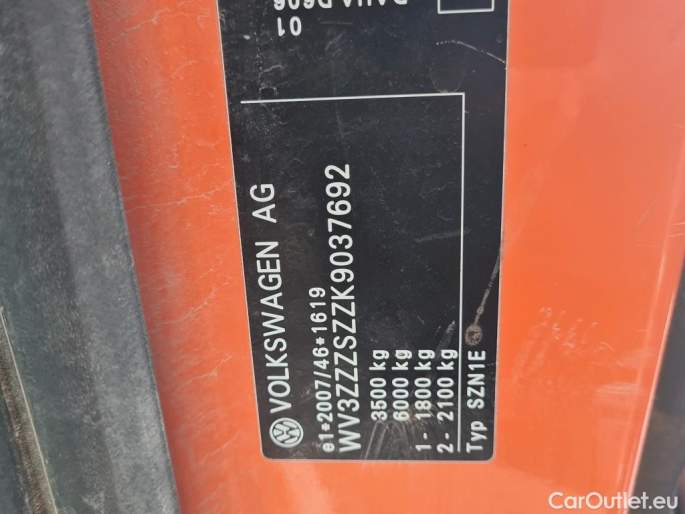 VOLKSWAGEN AG
e1*2007/46*1619
WV3ZZZSZZK9037692
3500 kg
6000 kg
1- 1800 kg
2- 2100 kg
Typ SZN1E
01
CarOutlet.eu